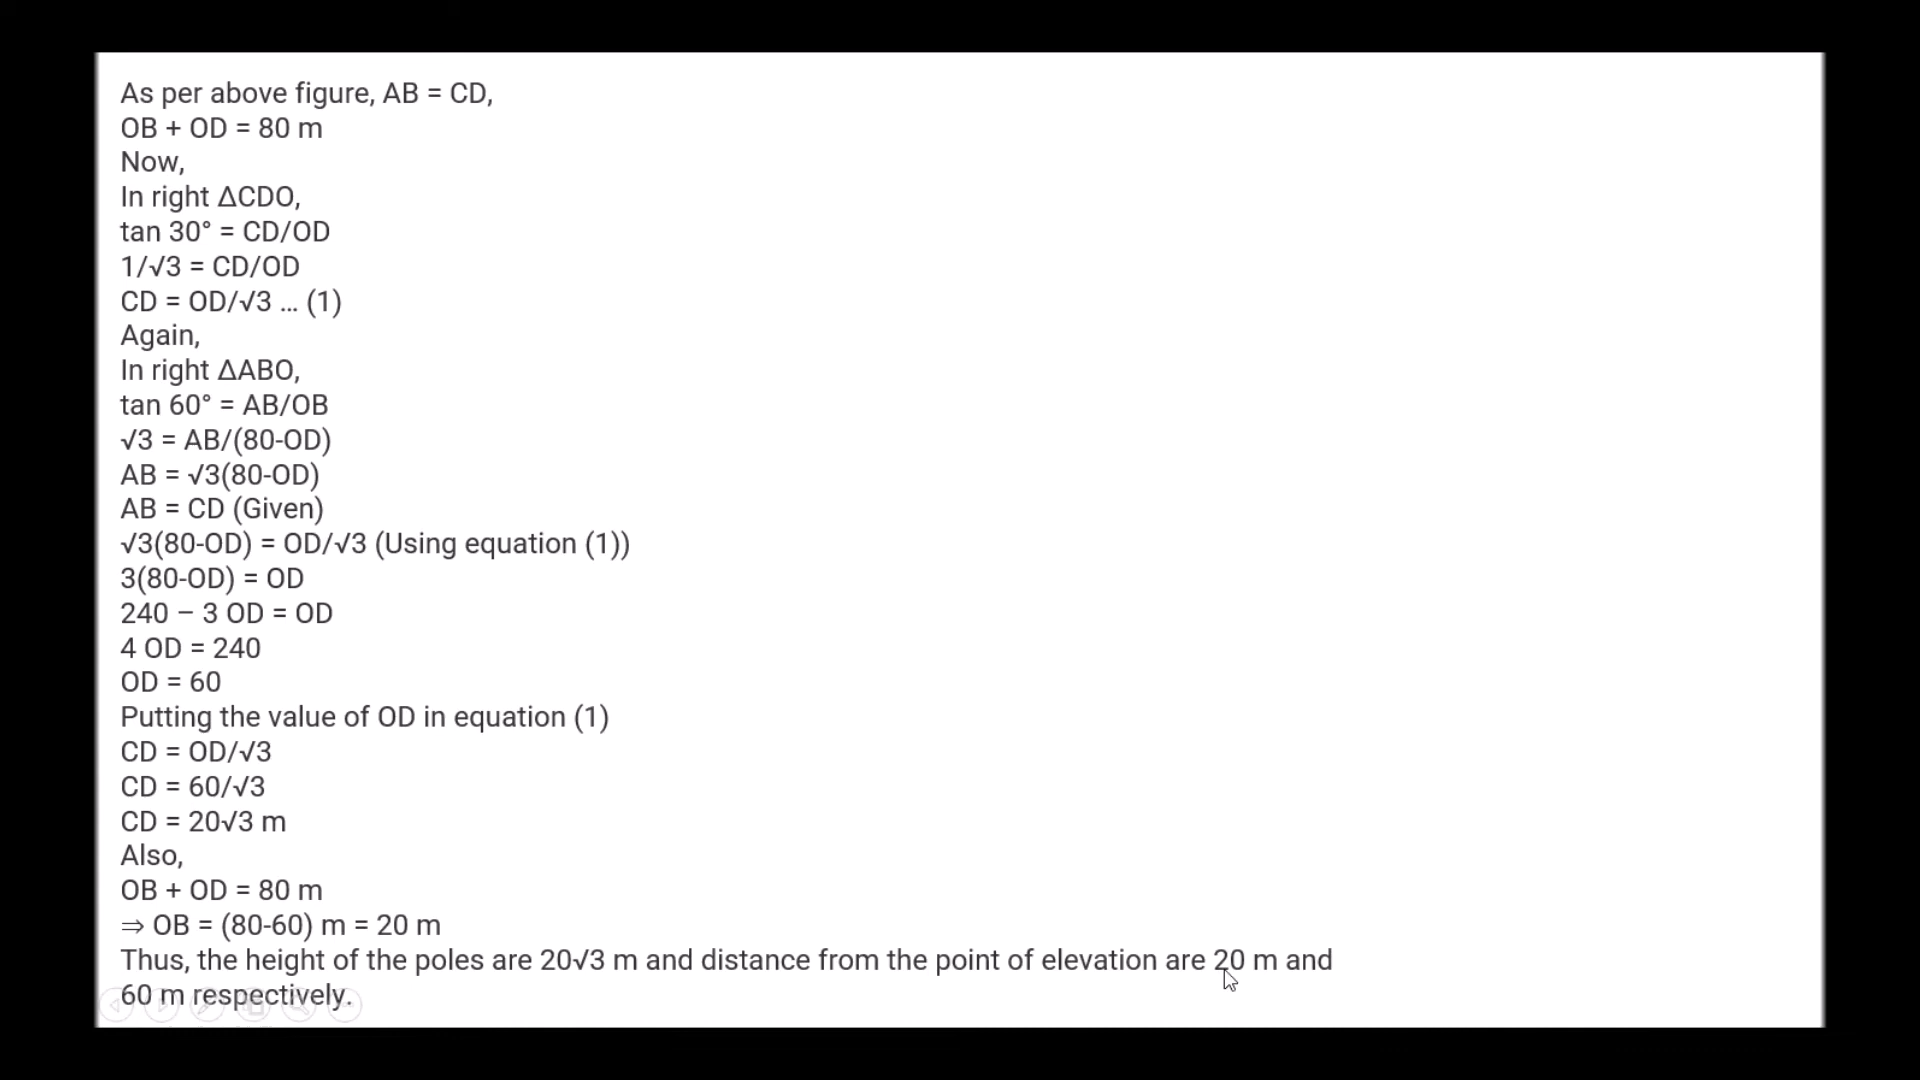 As per above figure, AB = CD,
OB + OD = 80 m
Now,
In right ΔCDO,
tan 30° = CD/OD
1/√3 = CD/OD
CD = OD/√3 … (1)
Again,
In right ΔABO,
tan 60° = AB/OB
√3 = AB/(80-OD)
AB = √3(80-OD)
AB = CD (Given)
√3(80-OD) = OD/√3 (Using equation (1))
3(80-OD) = OD
240 – 3 OD = OD
4 OD = 240
OD = 60
Putting the value of OD in equation (1)
CD = OD/√3
CD = 60/√3
CD = 20√3 m
Also,
OB + OD = 80 m
⇒ OB = (80-60) m = 20 m
Thus, the height of the poles are 20√3 m and distance from the point of elevation are 20 m and
60 m respectively.